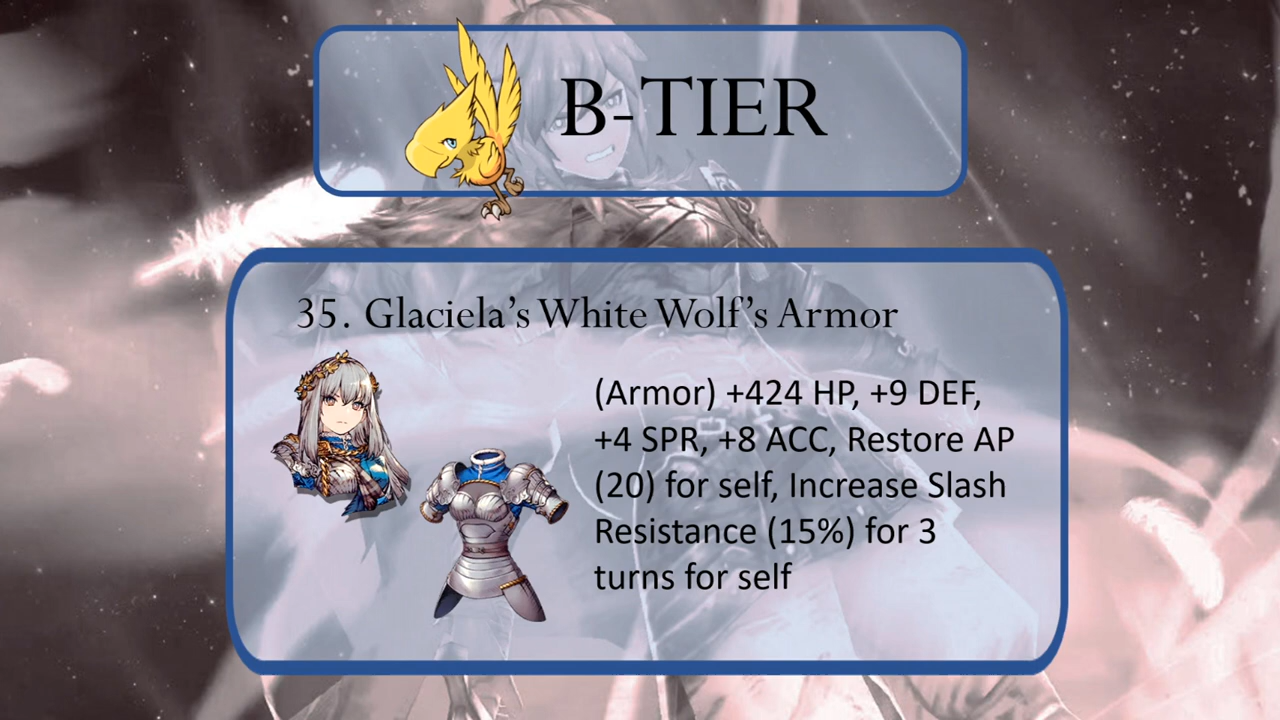 B-TIER
35. Glaciela’s White Wolf’s Armor
(Armor) +424 HP, +9 DEF,
+4 SPR, +8 ACC, Restore AP
(20) for self, Increase Slash
Resistance (15%) for 3
turns for self